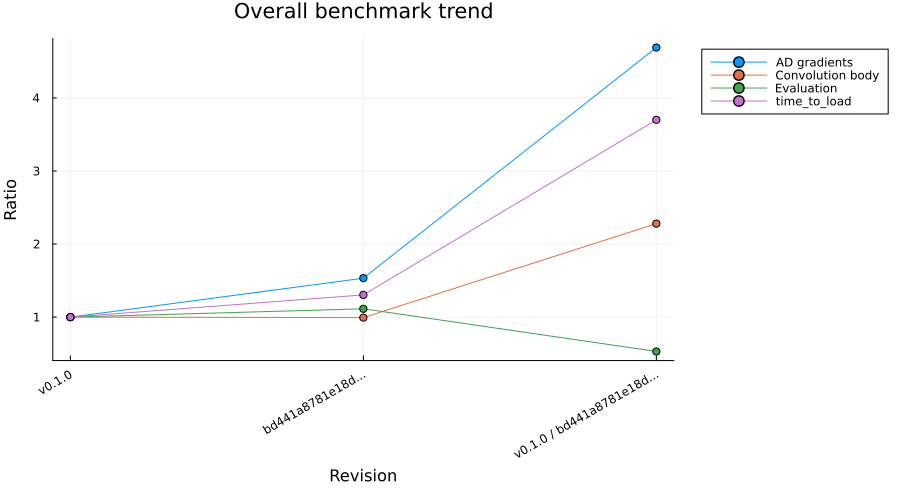 Overall benchmark trend
AD gradients
Convolution body
Evaluation
time_to_load
Ratio
4
3
2
1
v0.1.0
bd441a8781e18d...
v0.1.0 / bd441a8781e18d...
Revision